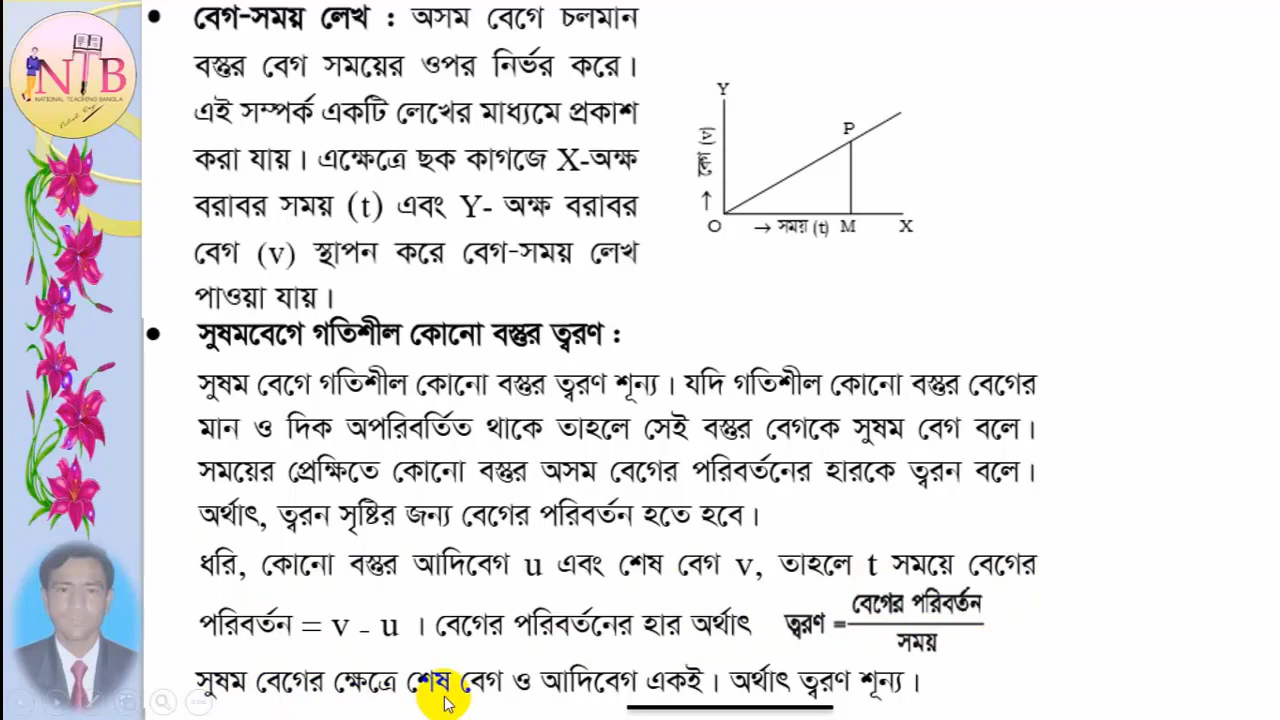 NTB
NATIONAL TEACHING BANGLA
বেগ-সময় লেখ : অসম বেগে চলমান
বস্তুর বেগ সময়ের ওপর নির্ভর করে।
এই সম্পর্ক একটি লেখের মাধ্যমে প্রকাশ
করা যায়। এক্ষেত্রে ছক কাগজে X-অক্ষ
বরাবর সময় (t) এবং Y- অক্ষ বরাবর
বেগ (v) স্থাপন করে বেগ-সময় লেখ
পাওয়া যায়।
Y
P
→ বেগ (v)
O → সময় (t) M X
সুষমবেগে গতিশীল কোনো বস্তুর ত্বরণ :
সুষম বেগে গতিশীল কোনো বস্তুর ত্বরণ শূন্য। যদি গতিশীল কোনো বস্তুর বেগের
মান ও দিক অপরিবর্তিত থাকে তাহলে সেই বস্তুর বেগকে সুষম বেগ বলে।
সময়ের প্রেক্ষিতে কোনো বস্তুর অসম বেগের পরিবর্তনের হারকে ত্বরন বলে।
অর্থাৎ, ত্বরন সৃষ্টির জন্য বেগের পরিবর্তন হতে হবে।
ধরি, কোনো বস্তুর আদিবেগ u এবং শেষ বেগ v, তাহলে t সময়ে বেগের
পরিবর্তন = v - u । বেগের পরিবর্তনের হার অর্থাৎ ত্বরণ = বেগের পরিবর্তন
সময়
সুষম বেগের ক্ষেত্রে শেষ বেগ ও আদিবেগ একই। অর্থাৎ ত্বরণ শূন্য।